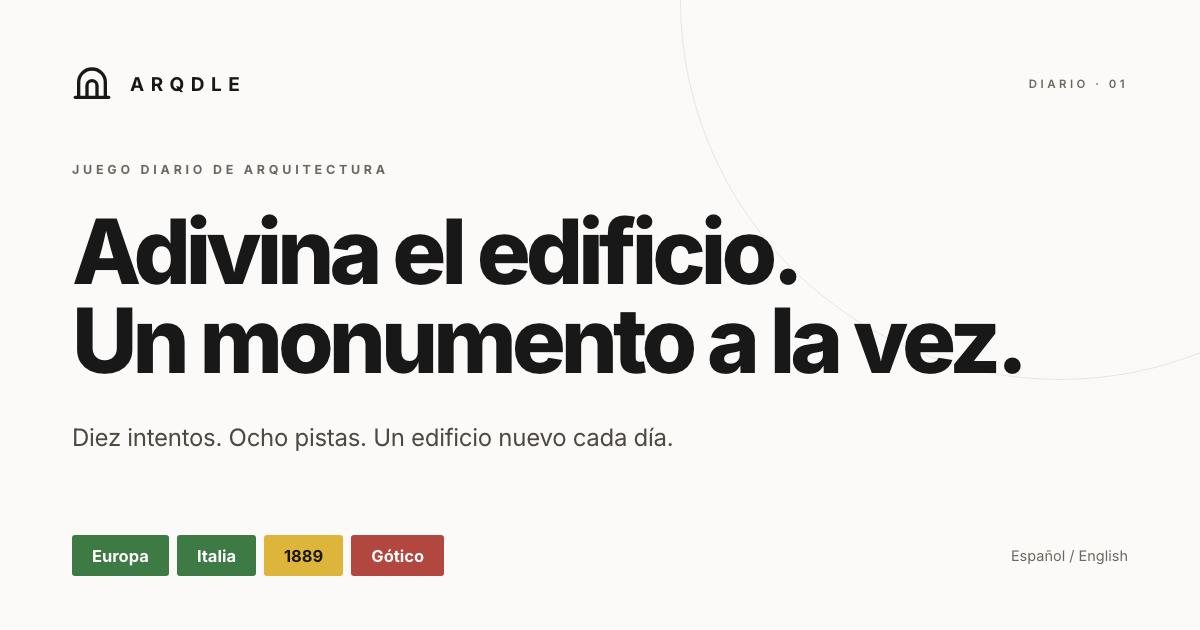 ARQDLE
DIARIO · 01
JUEGO DIARIO DE ARQUITECTURA
Adivina el edificio.
Un monumento a la vez.
Diez intentos. Ocho pistas. Un edificio nuevo cada día.
Europa Italia 1889 Gótico
Español / English